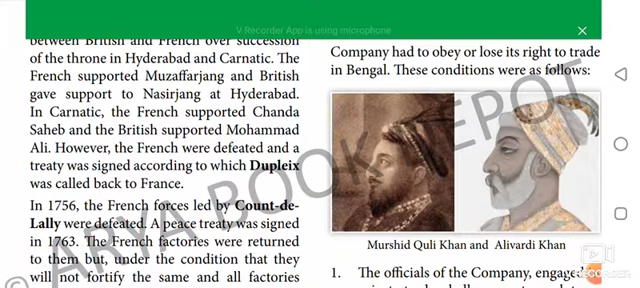 V Recorder App is using microphone
between British and French over succession
of the throne in Hyderabad and Carnatic. The
French supported Muzaffarjang and British
gave support to Nasirjang at Hyderabad.
In Carnatic, the French supported Chanda
Saheb and the British supported Mohammad
Ali. However, the French were defeated and a
treaty was signed according to which Dupleix
was called back to France.
In 1756, the French forces led by Count-de-
Lally were defeated. A peace treaty was signed
in 1763. The French factories were returned
to them but, under the condition that they
will not fortify the same and all factories
Company had to obey or lose its right to trade
in Bengal. These conditions were as follows:
Murshid Quli Khan and Alivardi Khan
1. The officials of the Company, engaged
© ARYA BOOK DEPOT
RECORDER